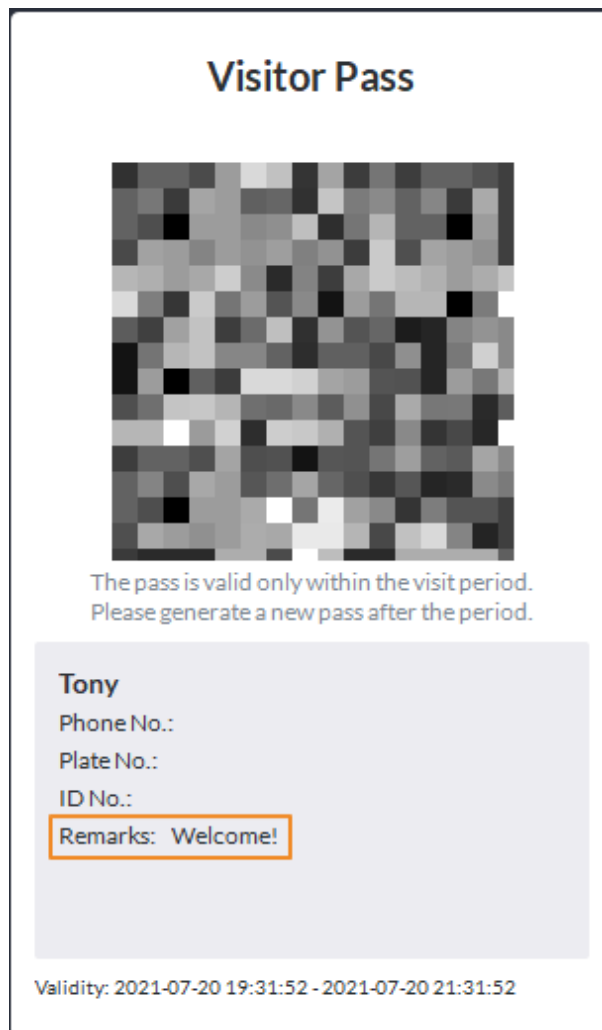 Visitor Pass
The pass is valid only within the visit period.
Please generate a new pass after the period.
Tony
Phone No.:
Plate No.:
ID No.:
Remarks: Welcome!
Validity: 2021-07-20 19:31:52 - 2021-07-20 21:31:52